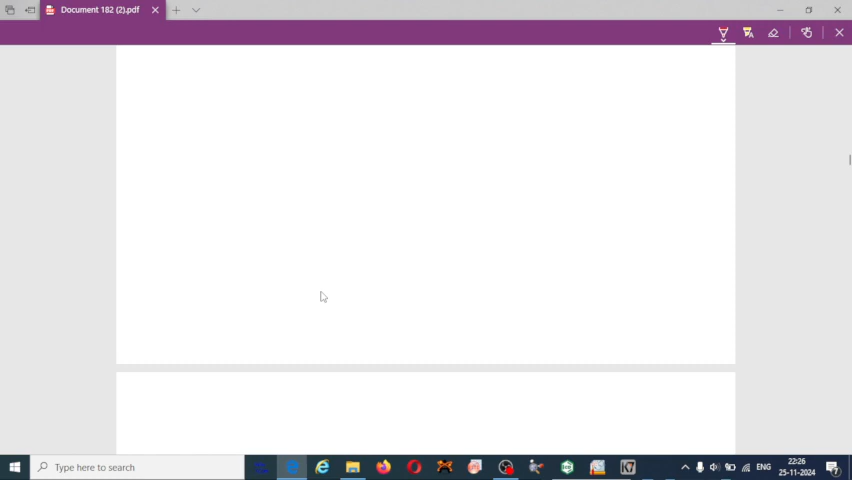 Document 182 (2).pdf
Type here to search
ENG
22:26
25-11-2024